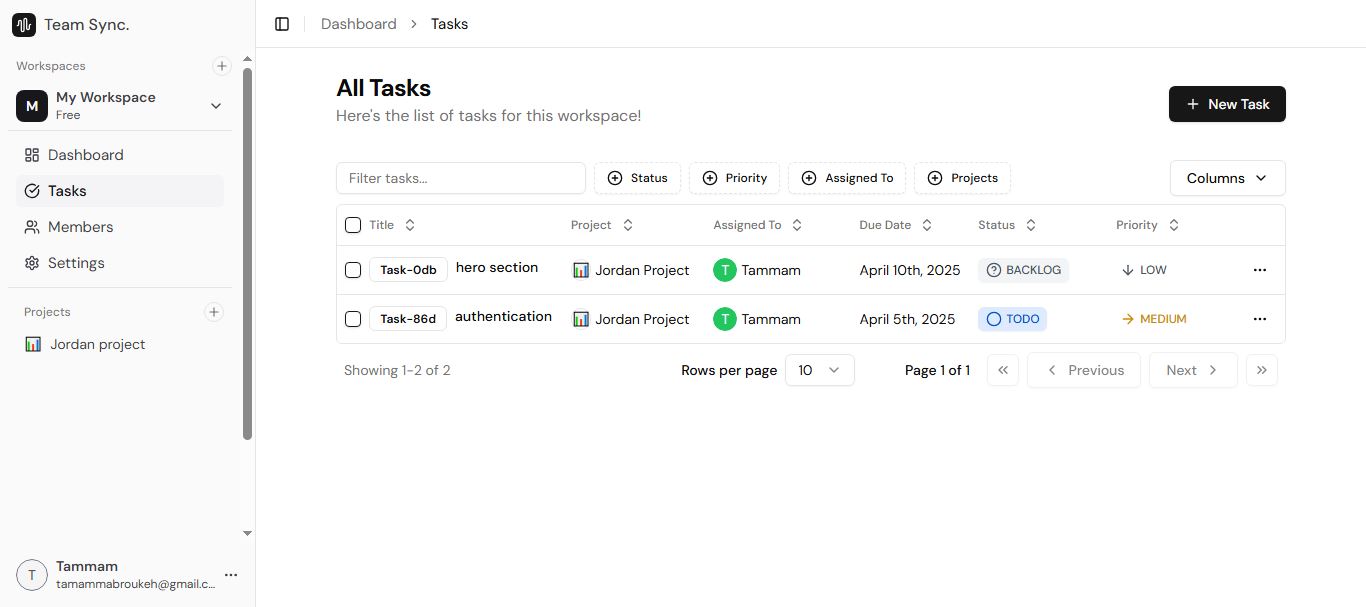 Team Sync.
Workspaces
M
My Workspace
Free
Dashboard
Tasks
Members
Settings
Projects
Jordan project
T
Tammam
tamammabroukeh@gmail.c...
Dashboard > Tasks
All Tasks
Here's the list of tasks for this workspace!
New Task
Filter tasks... Status Priority Assigned To Projects Columns
Title Project Assigned To Due Date Status Priority
Task-0db hero section Jordan Project T Tammam April 10th, 2025 BACKLOG LOW
Task-86d authentication Jordan Project T Tammam April 5th, 2025 TODO MEDIUM
Showing 1-2 of 2 Rows per page 10 Page 1 of 1 Previous Next